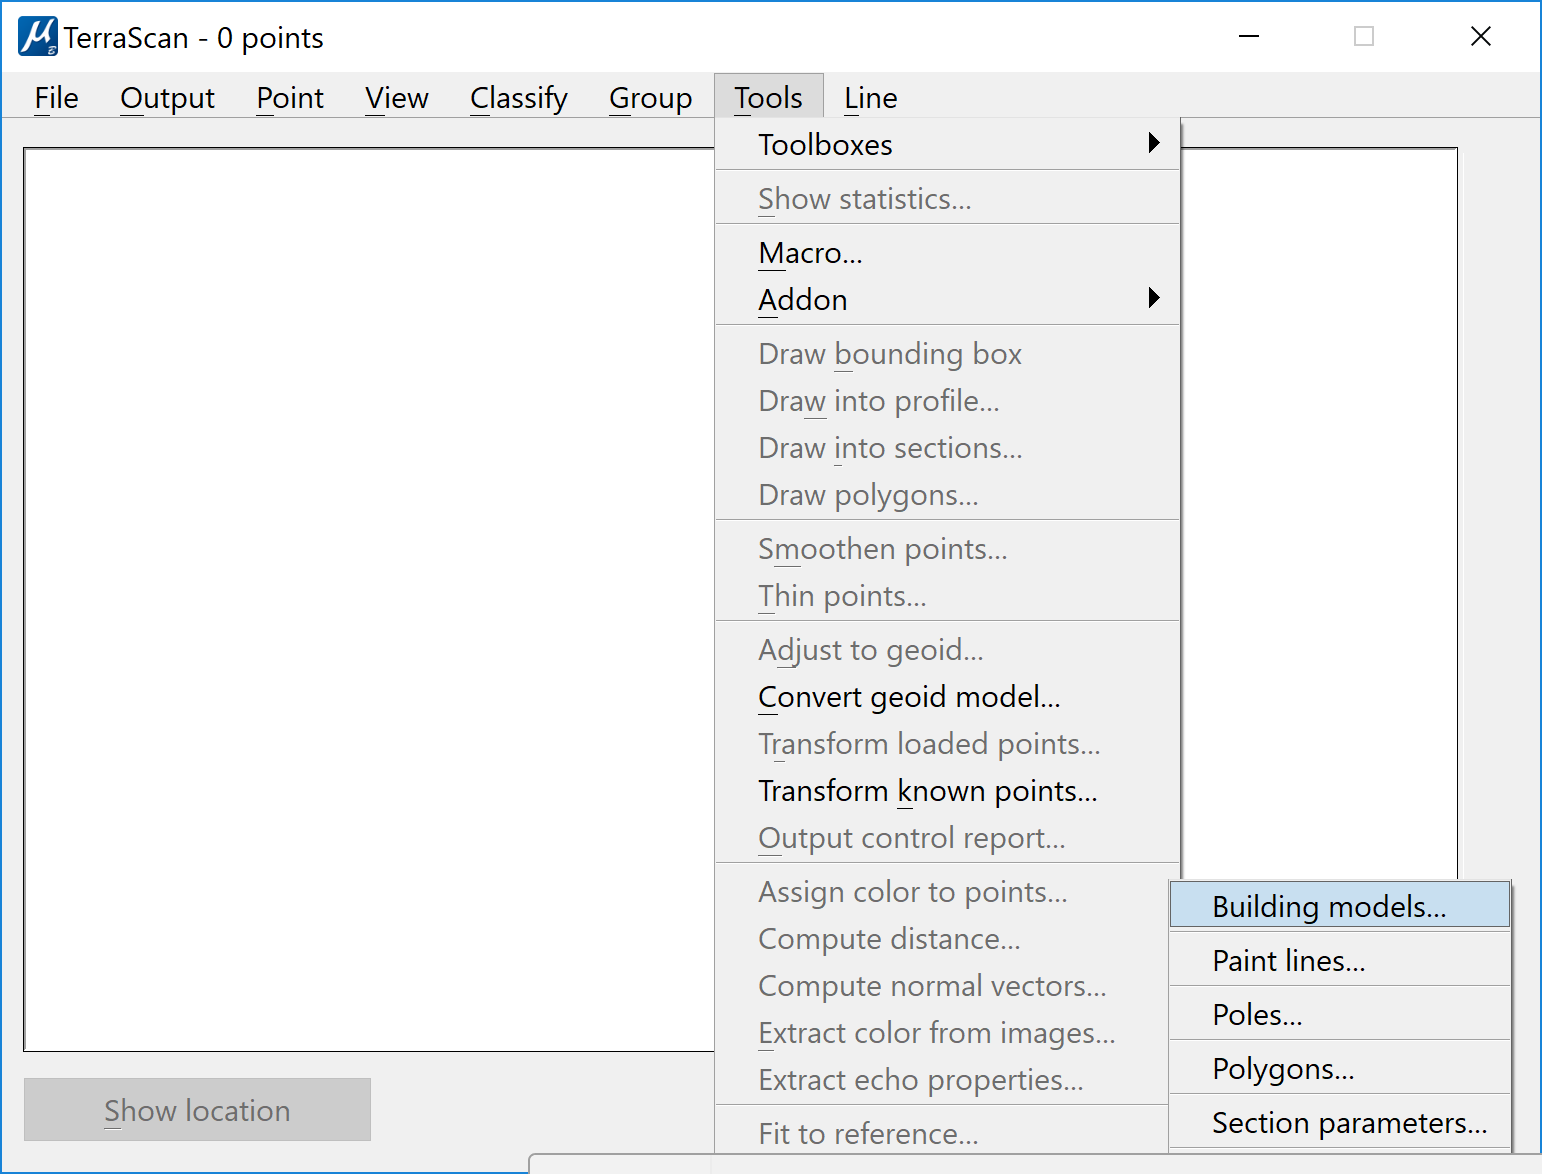 TerraScan - 0 points
File Output Point View Classify Group Tools Line
Toolboxes
Show statistics...
Macro...
Addon
Draw bounding box
Draw into profile...
Draw into sections...
Draw polygons...
Smoothen points...
Thin points...
Adjust to geoid...
Convert geoid model...
Transform loaded points...
Transform known points...
Output control report...
Assign color to points...
Compute distance...
Compute normal vectors...
Extract color from images...
Extract echo properties...
Fit to reference...
Building models...
Paint lines...
Poles...
Polygons...
Section parameters...
Show location